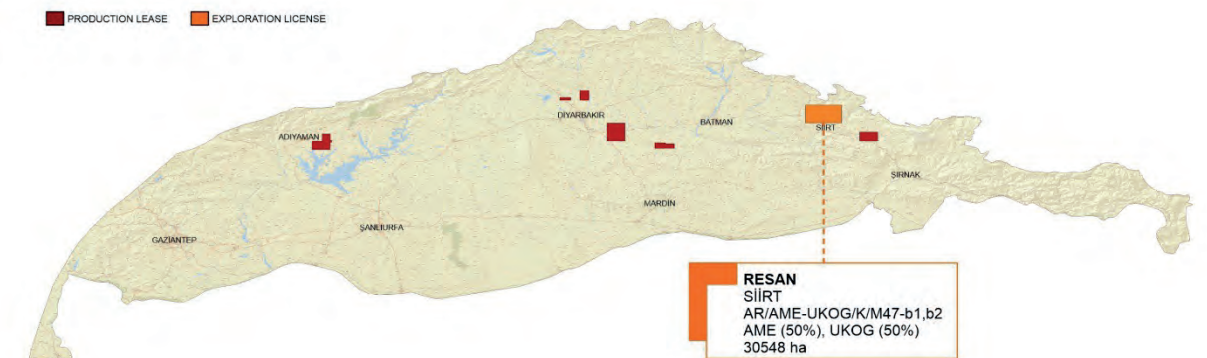 PRODUCTION LEASE EXPLORATION LICENSE
DİYARBAKIR
BATMAN
SİİRT
ADIYAMAN
ŞIRNAK
MARDİN
ŞANLIURFA
GAZİANTEP
RESAN
SİİRT
AR/AME-UKOG/K/M47-b1,b2
AME (50%), UKOG (50%)
30548 ha